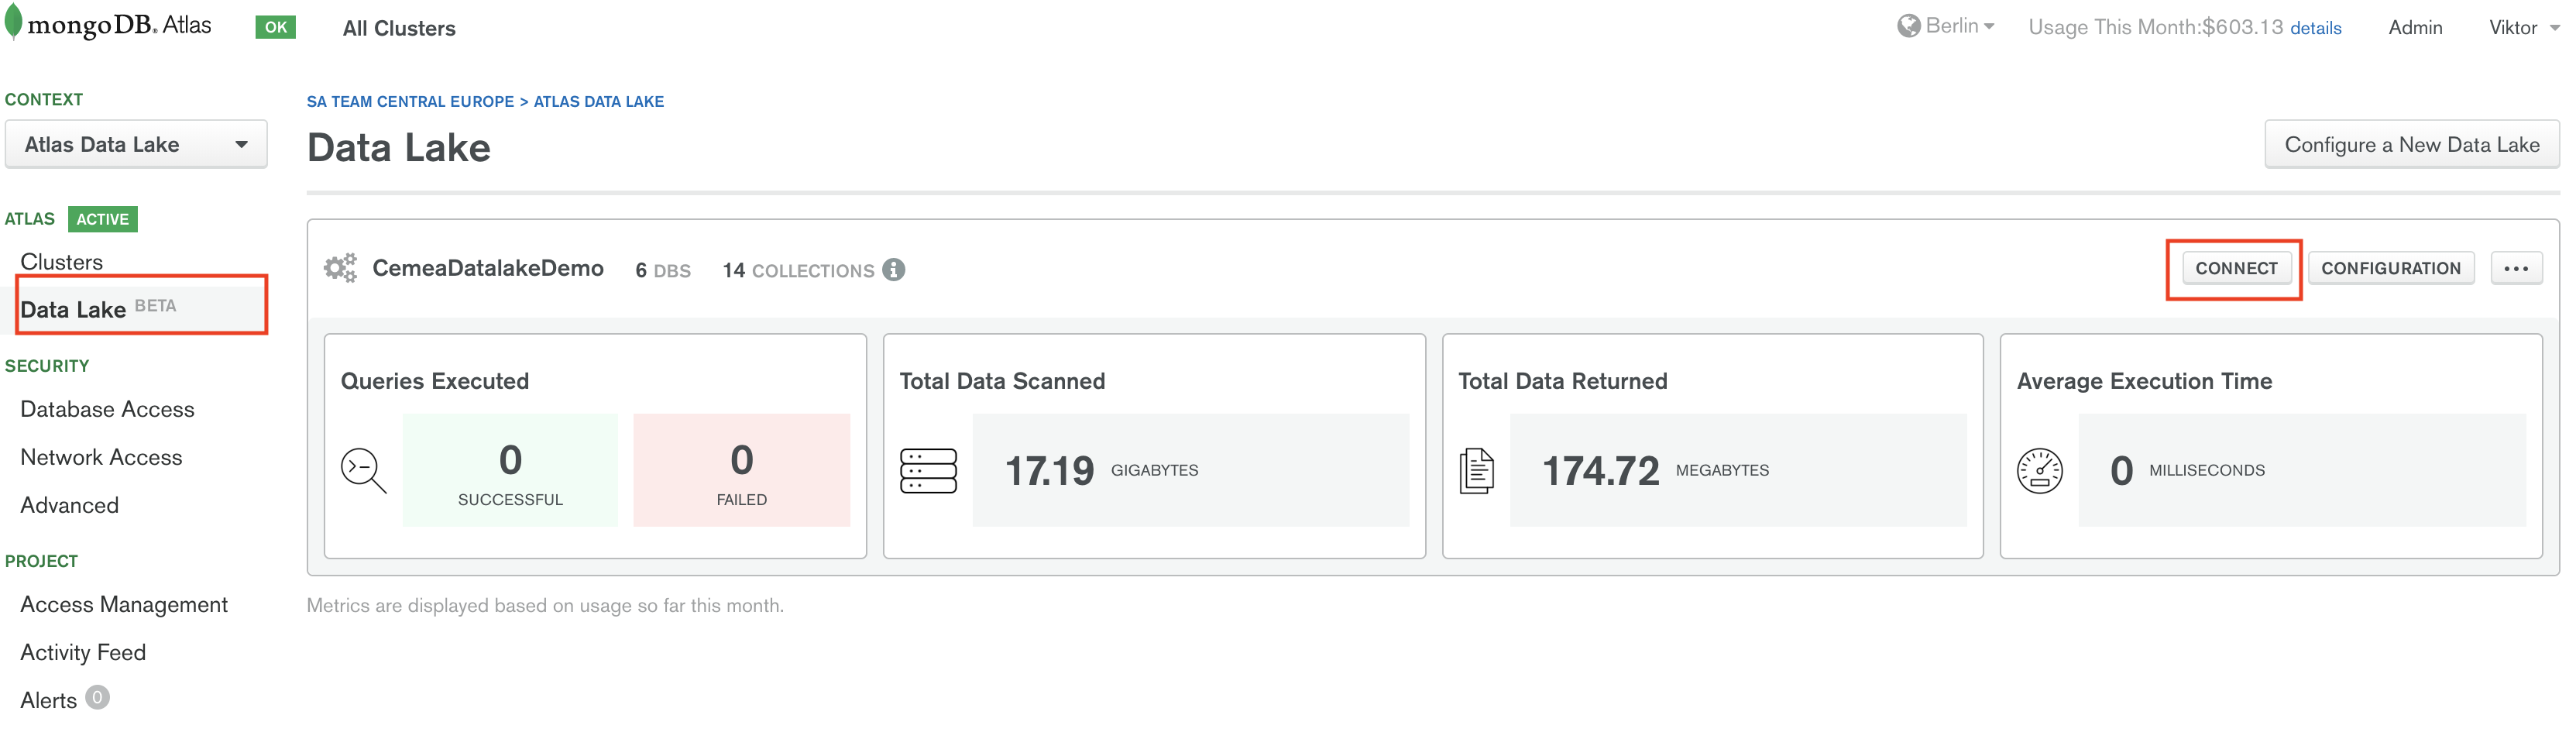 mongoDB. Atlas OK All Clusters Berlin Usage This Month:$603.13 details Admin Viktor
CONTEXT
Atlas Data Lake
ATLAS ACTIVE
Clusters
Data Lake BETA
SECURITY
Database Access
Network Access
Advanced
PROJECT
Access Management
Activity Feed
Alerts 0
SA TEAM CENTRAL EUROPE > ATLAS DATA LAKE
Data Lake
Configure a New Data Lake
CemeaDatalakeDemo 6 DBS 14 COLLECTIONS i CONNECT CONFIGURATION ...
Queries Executed
0
SUCCESSFUL
0
FAILED
Total Data Scanned
17.19 GIGABYTES
Total Data Returned
174.72 MEGABYTES
Average Execution Time
0 MILLISECONDS
Metrics are displayed based on usage so far this month.